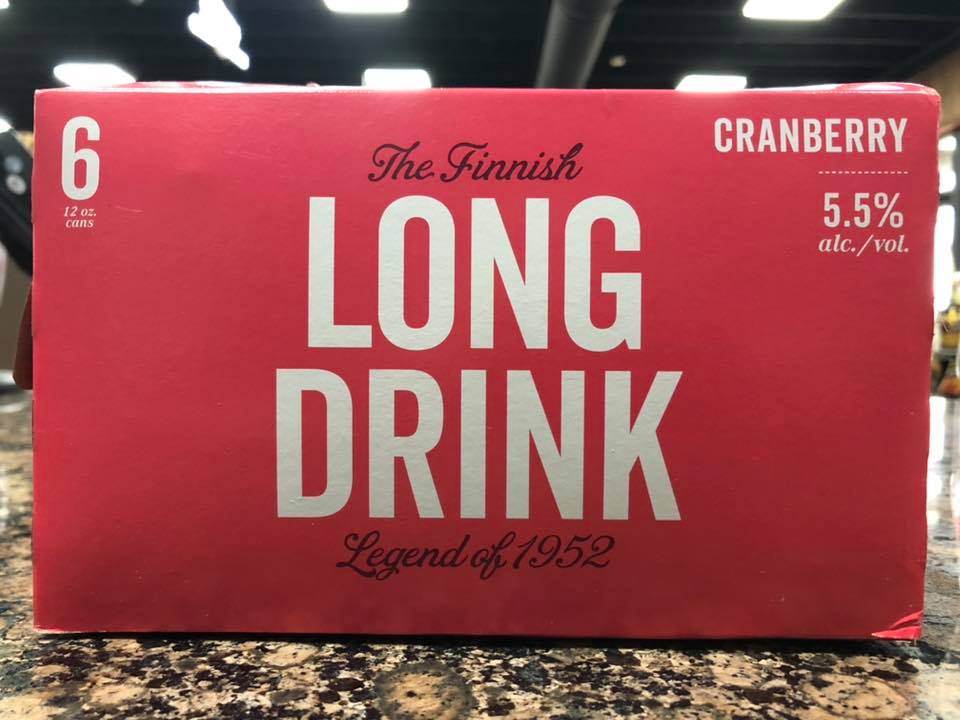 6
12 oz.
cans
The Finnish
LONG
DRINK
Legend of 1952
CRANBERRY
5.5%
alc./vol.